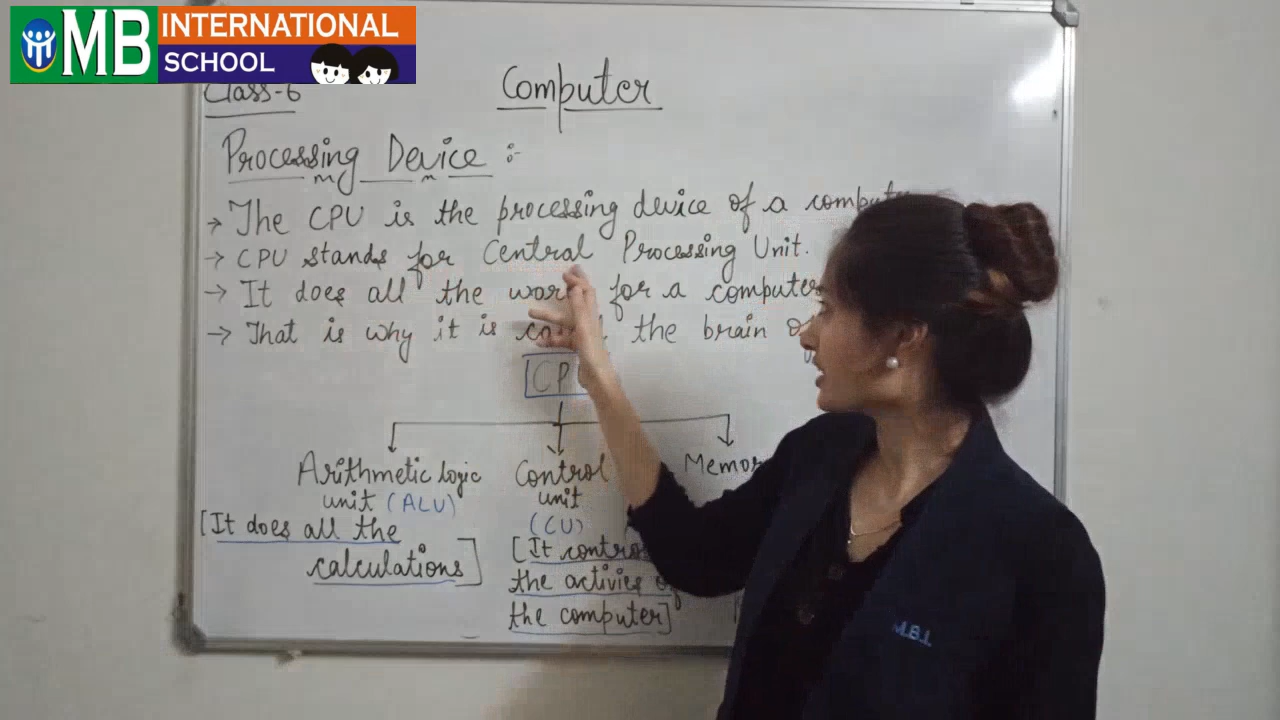 MB INTERNATIONAL
SCHOOL
Class-6
Computer
Processing Device :-
→ The CPU is the processing device of a
→ CPU stands for Central Processing Unit.
→ It does all the for a computer
→ That is why it is the brain
Arithmetic logic
unit (ALU)
[It does all the
calculations]
Control
unit
(CU)
[It
the activies
the computer]
M.B.I.